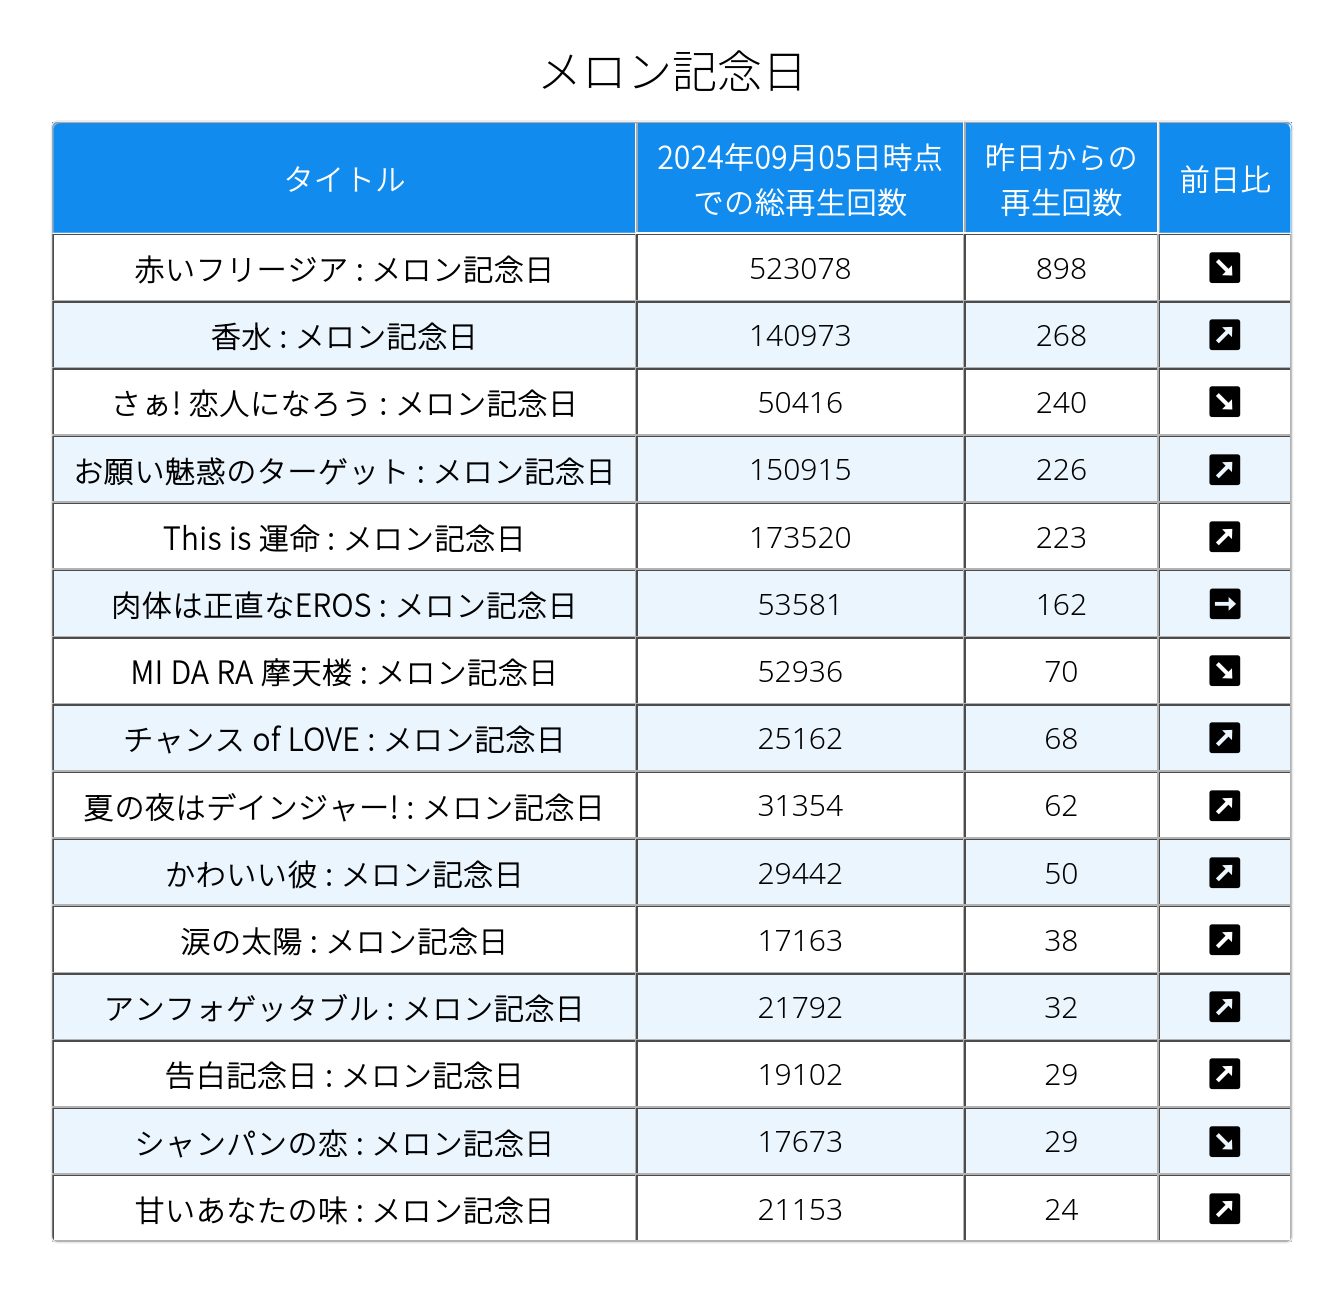 メロン記念日
タイトル 2024年09月05日時点での総再生回数 昨日からの再生回数 前日比
赤いフリージア : メロン記念日 523078 898 ↘
香水 : メロン記念日 140973 268 ↗
さぁ! 恋人になろう : メロン記念日 50416 240 ↘
お願い魅惑のターゲット : メロン記念日 150915 226 ↗
This is 運命 : メロン記念日 173520 223 ↗
肉体は正直なEROS : メロン記念日 53581 162 →
MI DA RA 摩天楼 : メロン記念日 52936 70 ↘
チャンス of LOVE : メロン記念日 25162 68 ↗
夏の夜はデインジャー! : メロン記念日 31354 62 ↗
かわいい彼 : メロン記念日 29442 50 ↗
涙の太陽 : メロン記念日 17163 38 ↗
アンフォゲッタブル : メロン記念日 21792 32 ↗
告白記念日 : メロン記念日 19102 29 ↗
シャンパンの恋 : メロン記念日 17673 29 ↘
甘いあなたの味 : メロン記念日 21153 24 ↗